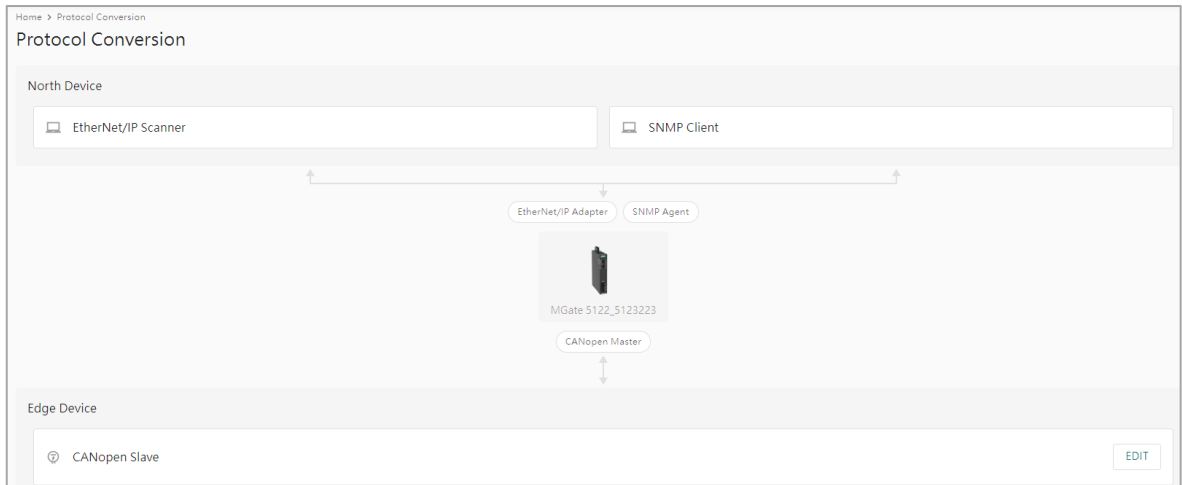 Home > Protocol Conversion
Protocol Conversion
North Device
EtherNet/IP Scanner
SNMP Client
EtherNet/IP Adapter
SNMP Agent
MGate 5122_5123223
CANopen Master
Edge Device
CANopen Slave
EDIT